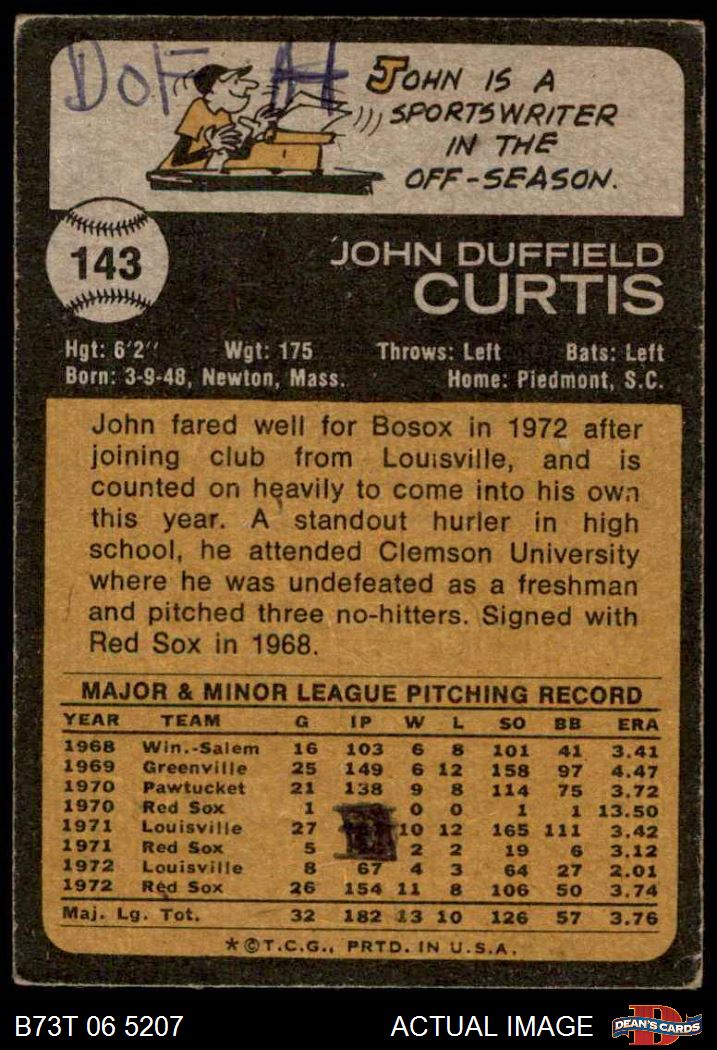 DoF H
JOHN IS A
SPORTSWRITER
IN THE
OFF-SEASON.
143
JOHN DUFFIELD
CURTIS
Hgt: 6'2" Wgt: 175 Throws: Left Bats: Left
Born: 3-9-48, Newton, Mass. Home: Piedmont, S.C.
John fared well for Bosox in 1972 after
joining club from Louisville, and is
counted on heavily to come into his own
this year. A standout hurler in high
school, he attended Clemson University
where he was undefeated as a freshman
and pitched three no-hitters. Signed with
Red Sox in 1968.
MAJOR & MINOR LEAGUE PITCHING RECORD
YEAR TEAM G IP W L SO BB ERA
1968 Win.-Salem 16 103 6 8 101 41 3.41
1969 Greenville 25 149 6 12 158 97 4.47
1970 Pawtucket 21 138 9 8 114 75 3.72
1970 Red Sox 1 0 0 1 1 13.50
1971 Louisville 27 10 12 165 111 3.42
1971 Red Sox 5 2 2 19 6 3.12
1972 Louisville 8 67 4 3 64 27 2.01
1972 Red Sox 26 154 11 8 106 50 3.74
Maj. Lg. Tot. 32 182 13 10 126 57 3.76
*©T.C.G., PRTD. IN U.S.A.
B73T 06 5207 ACTUAL IMAGE DEAN'S CARDS